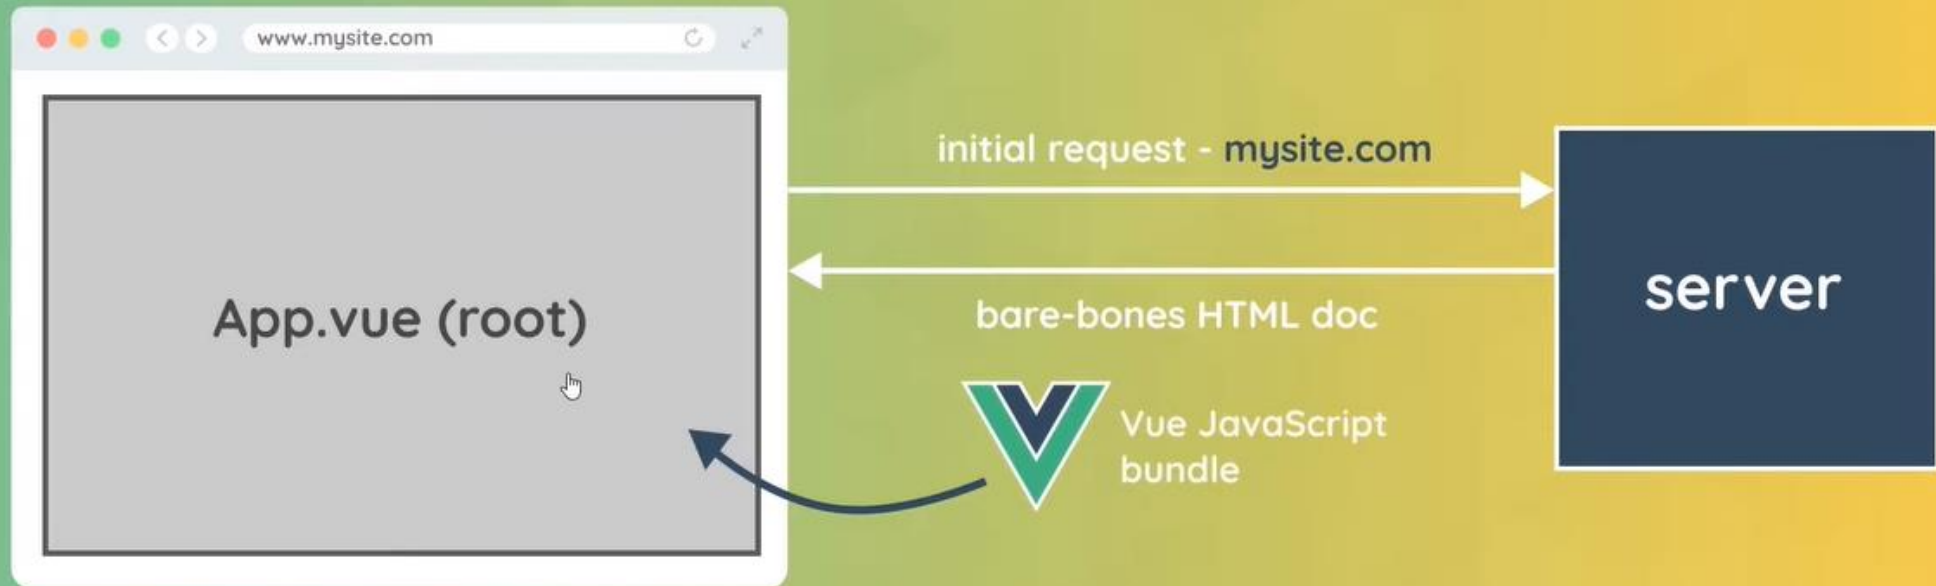 www.mysite.com
initial request - mysite.com
App.vue (root)
server
bare-bones HTML doc
Vue JavaScript
bundle